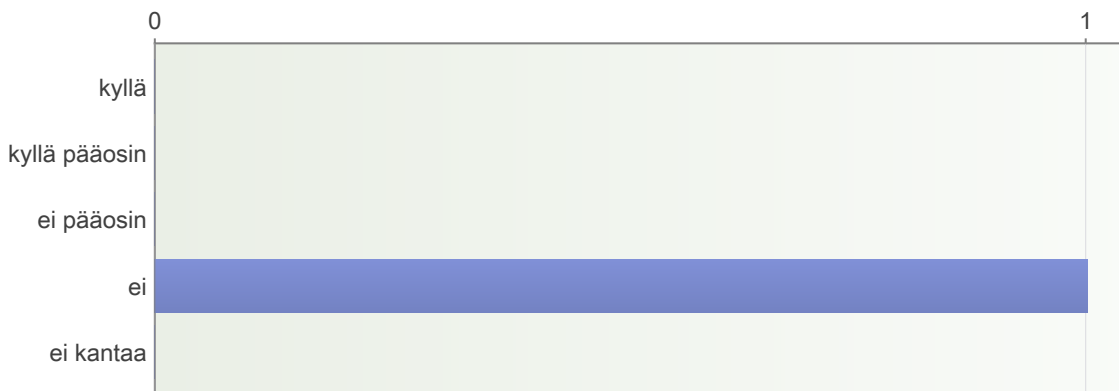 0 1
kyllä
kyllä pääosin
ei pääosin
ei
ei kantaa